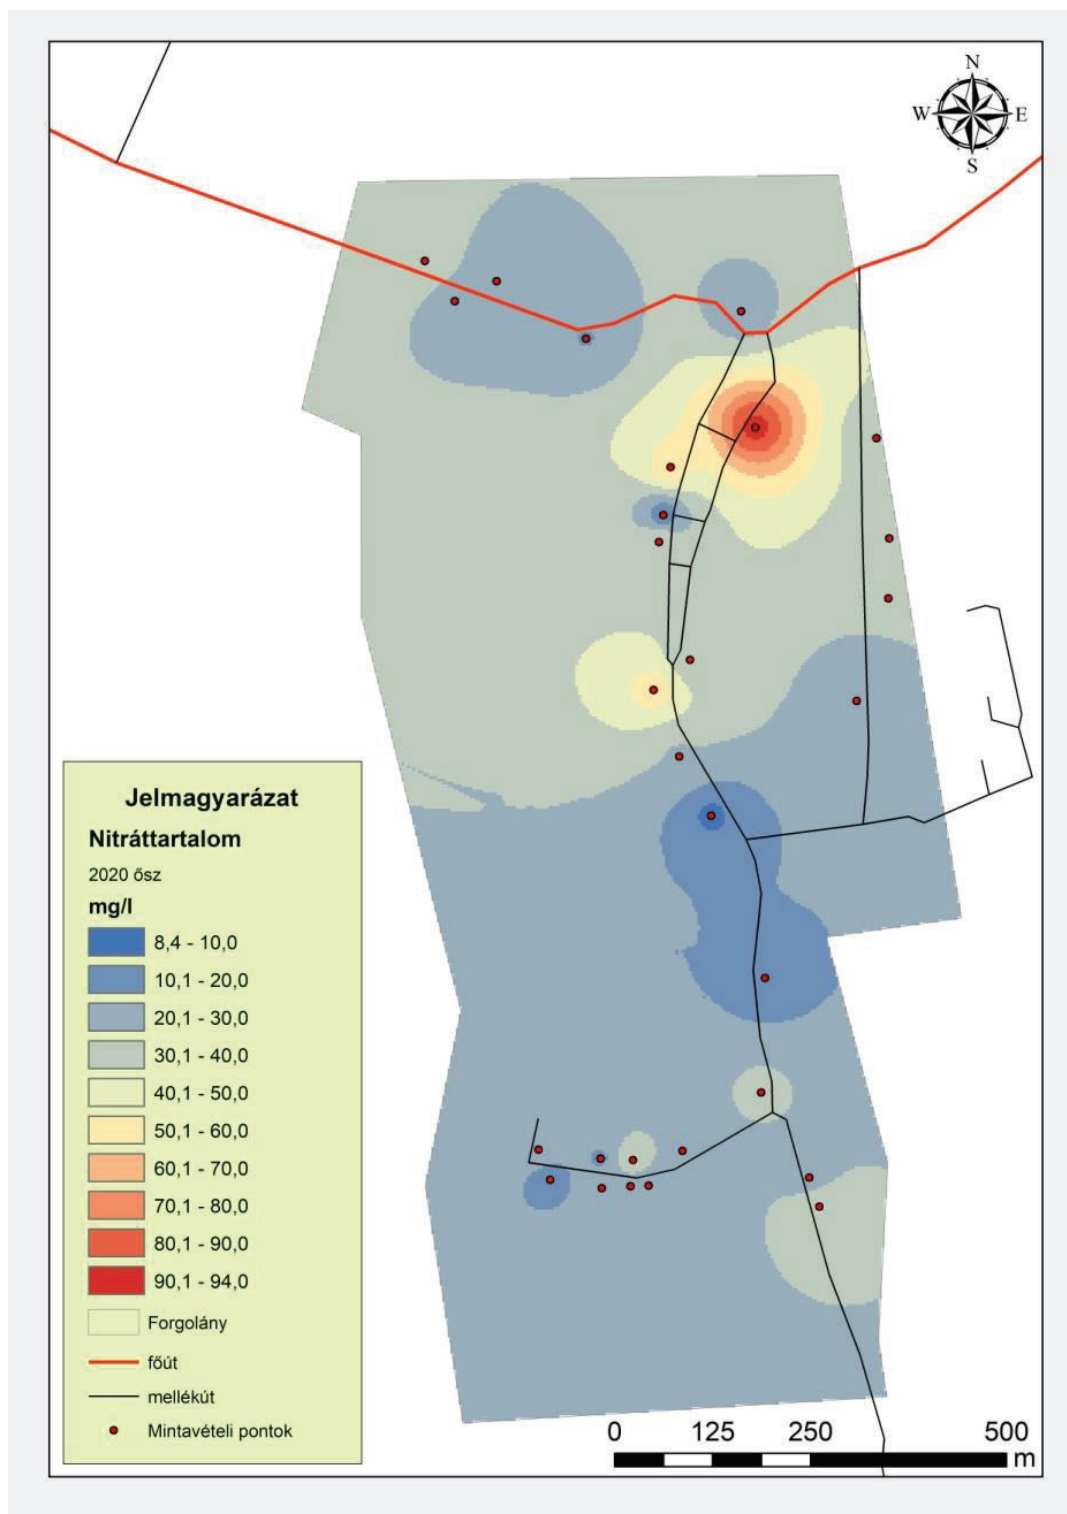 N
W E
S
Jelmagyarázat
Nitráttartalom
2020 ősz
mg/l
8,4 - 10,0
10,1 - 20,0
20,1 - 30,0
30,1 - 40,0
40,1 - 50,0
50,1 - 60,0
60,1 - 70,0
70,1 - 80,0
80,1 - 90,0
90,1 - 94,0
Forgolány
főút
mellékút
Mintavételi pontok
0 125 250 500
m